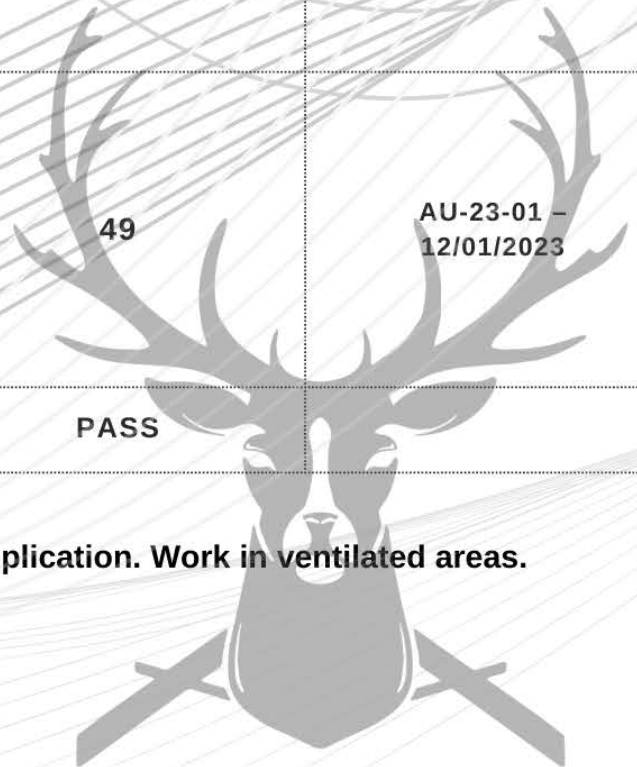 49
AU-23-01 –
12/01/2023
PASS
plication. Work in ventilated areas.